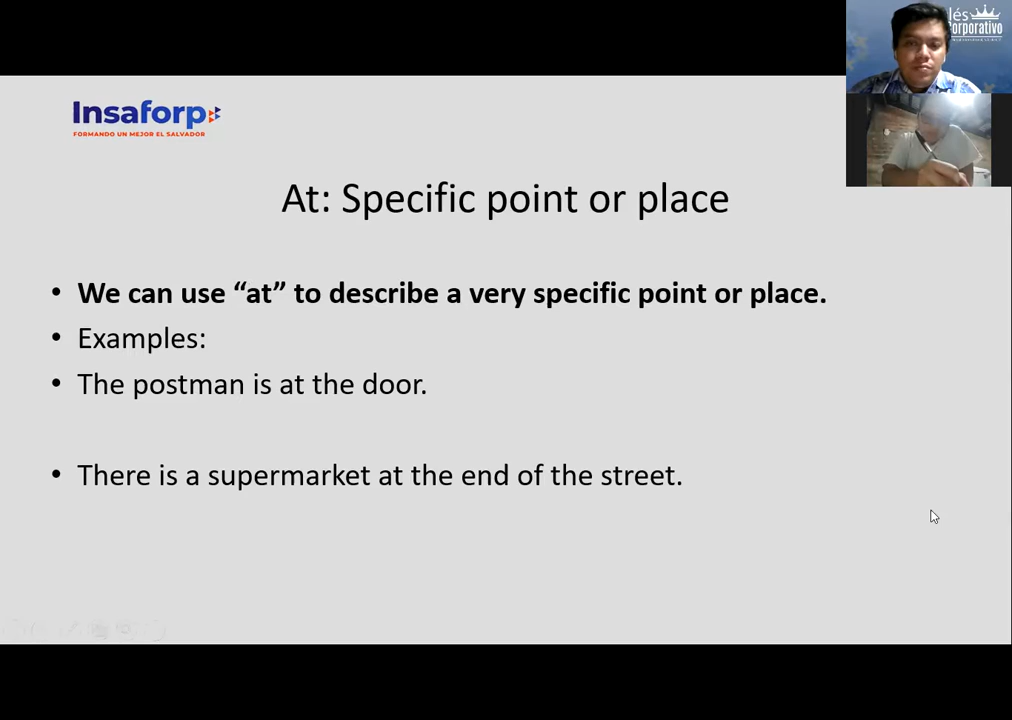 lés
corporativo
Insaforp
FORMANDO UN MEJOR EL SALVADOR
At: Specific point or place
• We can use “at” to describe a very specific point or place.
• Examples:
• The postman is at the door.
• There is a supermarket at the end of the street.